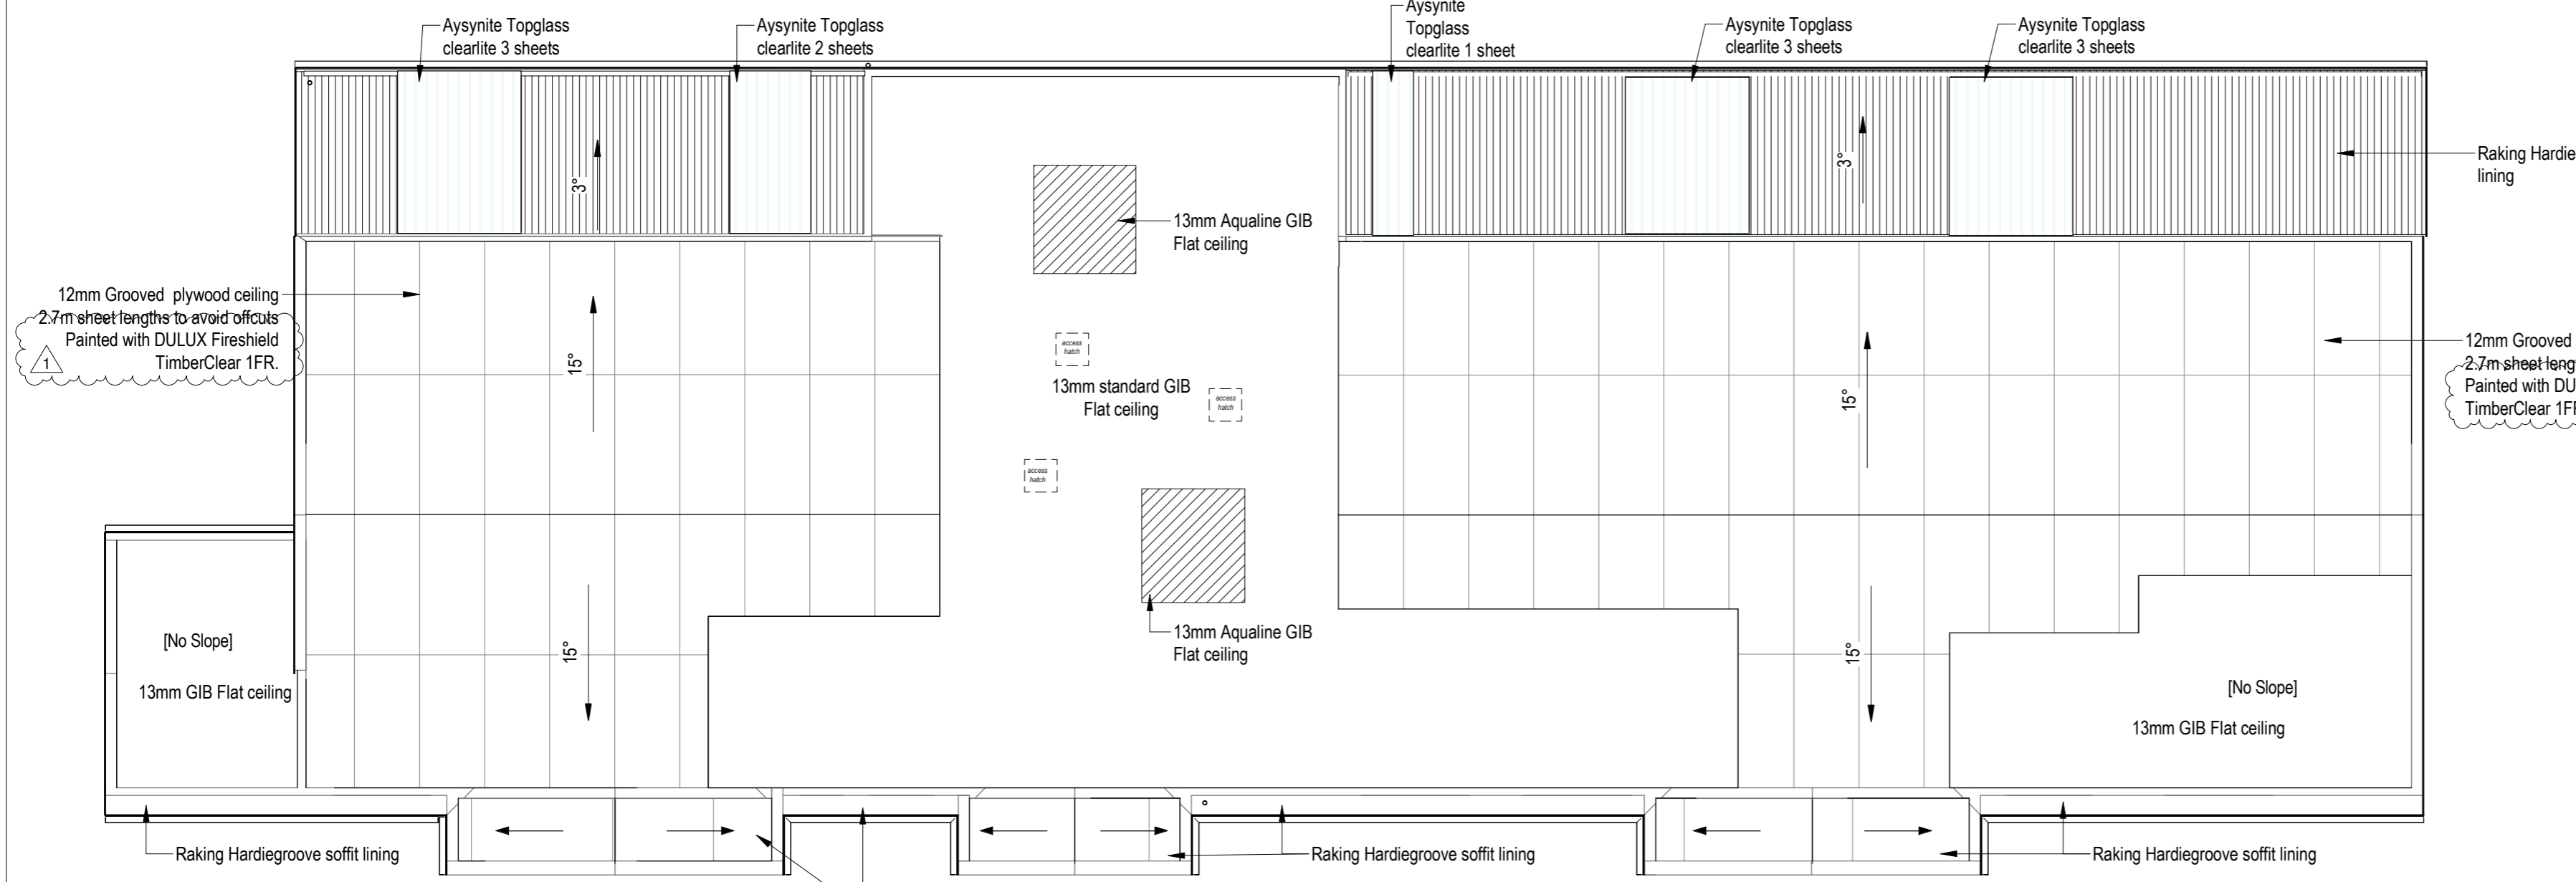 Aysynite Topglass
clearlite 3 sheets
Aysynite Topglass
clearlite 2 sheets
Aysynite
Topglass
clearlite 1 sheet
Aysynite Topglass
clearlite 3 sheets
Aysynite Topglass
clearlite 3 sheets
3°
3°
Raking Hardie
lining
13mm Aqualine GIB
Flat ceiling
12mm Grooved plywood ceiling
2.7m sheet lengths to avoid offcuts
Painted with DULUX Fireshield
TimberClear 1FR.
1
15°
access
hatch
13mm standard GIB
Flat ceiling
access
hatch
access
hatch
15°
12mm Grooved
2.7m sheet leng
Painted with DU
TimberClear 1F
[No Slope]
13mm GIB Flat ceiling
15°
13mm Aqualine GIB
Flat ceiling
15°
[No Slope]
13mm GIB Flat ceiling
Raking Hardiegroove soffit lining
Raking Hardiegroove soffit lining
Raking Hardiegroove soffit lining